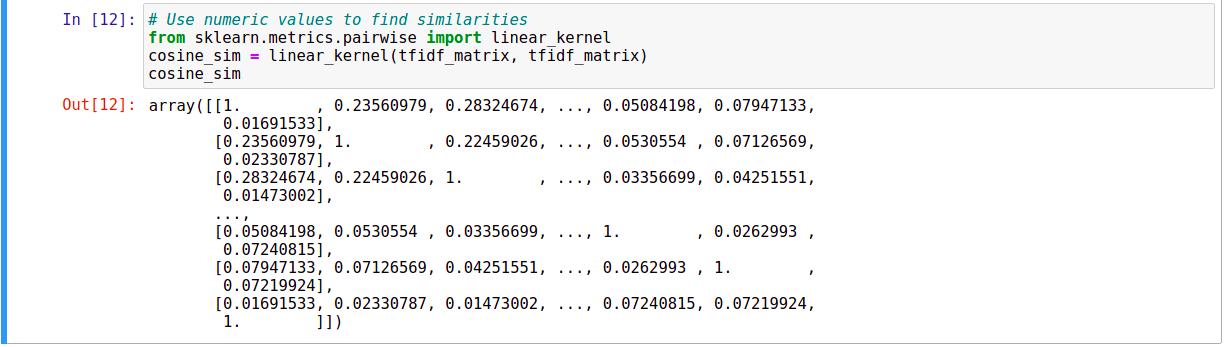 In [12]: # Use numeric values to find similarities
from sklearn.metrics.pairwise import linear_kernel
cosine_sim = linear_kernel(tfidf_matrix, tfidf_matrix)
cosine_sim
Out[12]: array([[1.        , 0.23560979, 0.28324674, ..., 0.05084198, 0.07947133,
        0.01691533],
       [0.23560979, 1.        , 0.22459026, ..., 0.0530554 , 0.07126569,
        0.02330787],
       [0.28324674, 0.22459026, 1.        , ..., 0.03356699, 0.04251551,
        0.01473002],
       ...,
       [0.05084198, 0.0530554 , 0.03356699, ..., 1.        , 0.0262993 ,
        0.07240815],
       [0.07947133, 0.07126569, 0.04251551, ..., 0.0262993 , 1.        ,
        0.07219924],
       [0.01691533, 0.02330787, 0.01473002, ..., 0.07240815, 0.07219924,
        1.        ]])